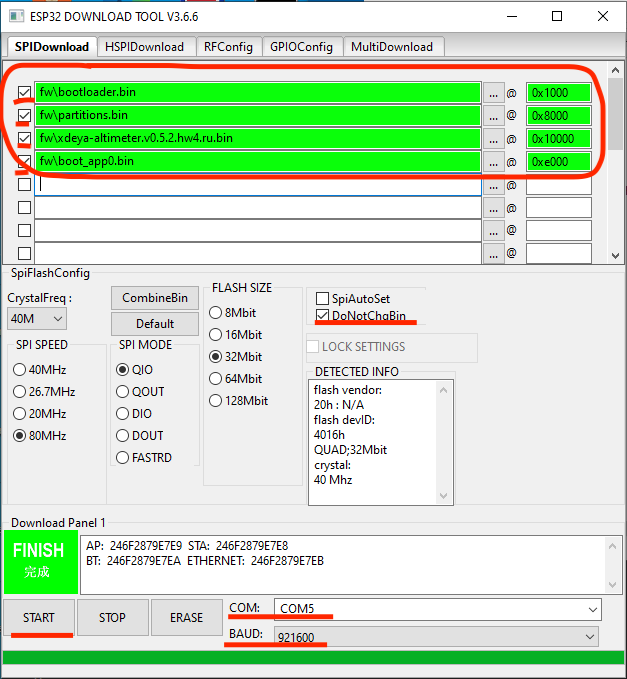 ESP32 DOWNLOAD TOOL V3.6.6
SPIDownload HSPIDownload RFConfig GPIOConfig MultiDownload
fw\bootloader.bin ... @ 0x1000
fw\partitions.bin ... @ 0x8000
fw\xdeya-altimeter.v0.5.2.hw4.ru.bin ... @ 0x10000
fw\boot_app0.bin ... @ 0xe000
... @
... @
... @
... @
SpiFlashConfig
CrystalFreq :
40M
CombineBin
Default
SPI SPEED
40MHz
26.7MHz
20MHz
80MHz
SPI MODE
QIO
QOUT
DIO
DOUT
FASTRD
FLASH SIZE
8Mbit
16Mbit
32Mbit
64Mbit
128Mbit
SpiAutoSet
DoNotChgBin
LOCK SETTINGS
DETECTED INFO
flash vendor:
20h : N/A
flash devID:
4016h
QUAD;32Mbit
crystal:
40 Mhz
Download Panel 1
FINISH
完成
AP: 246F2879E7E9 STA: 246F2879E7E8
BT: 246F2879E7EA ETHERNET: 246F2879E7EB
START STOP ERASE
COM: COM5
BAUD: 921600